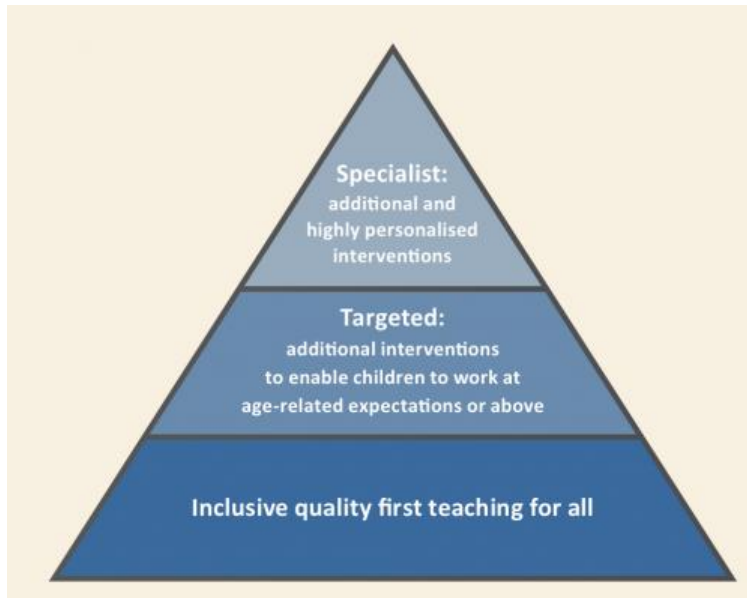 Specialist:
additional and
highly personalised
interventions
Targeted:
additional interventions
to enable children to work at
age-related expectations or above
Inclusive quality first teaching for all